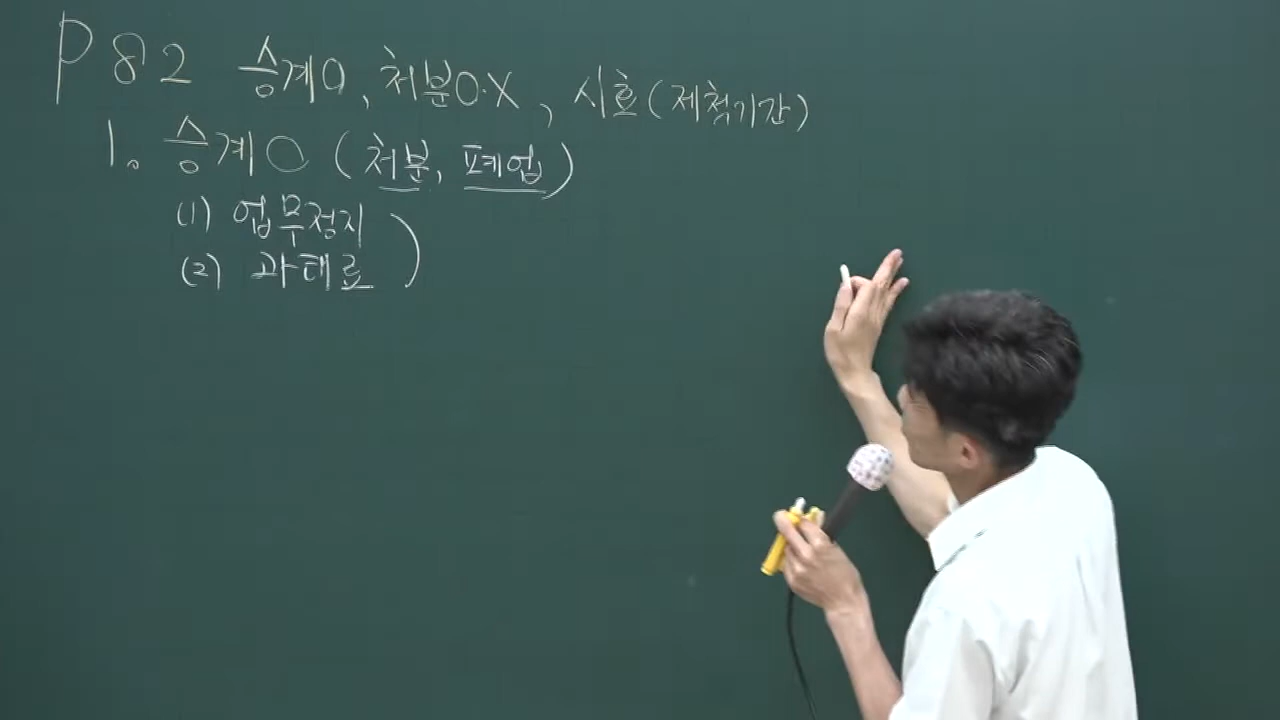 P 82 승계O, 처분O·X, 시효(제척기간)
1. 승계O (처분, 폐업)
(1) 업무정지
(2) 과태료